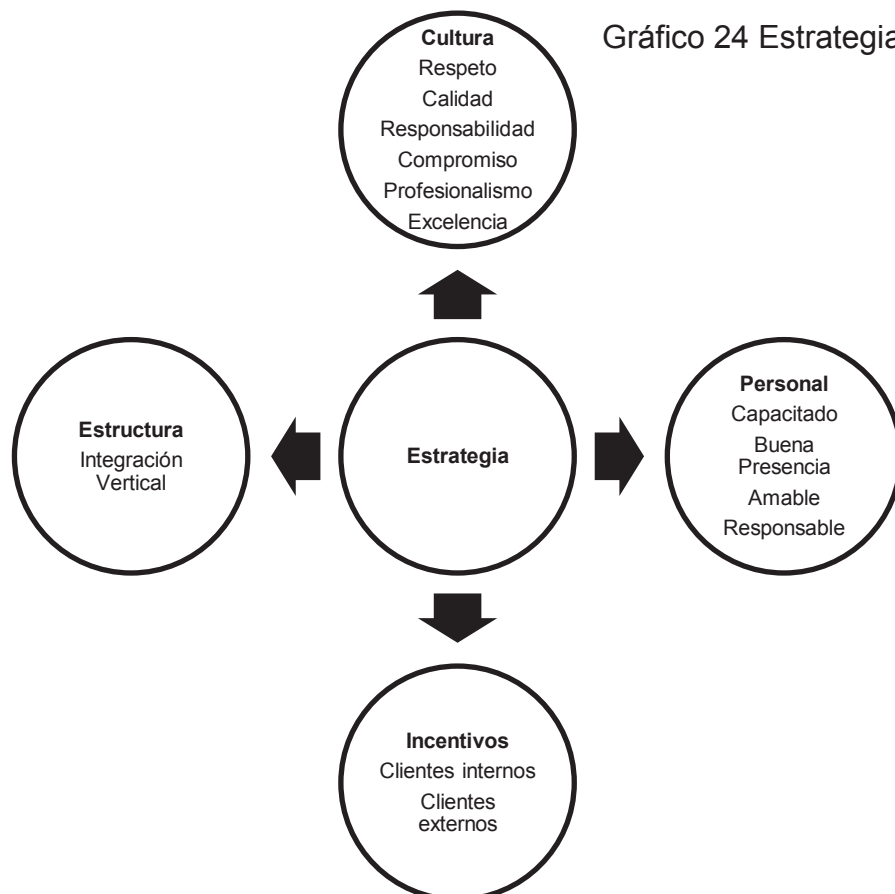 Gráfico 24 Estrategia
Cultura
Respeto
Calidad
Responsabilidad
Compromiso
Profesionalismo
Excelencia
Estructura
Integración
Vertical
Estrategia
Personal
Capacitado
Buena
Presencia
Amable
Responsable
Incentivos
Clientes internos
Clientes
externos